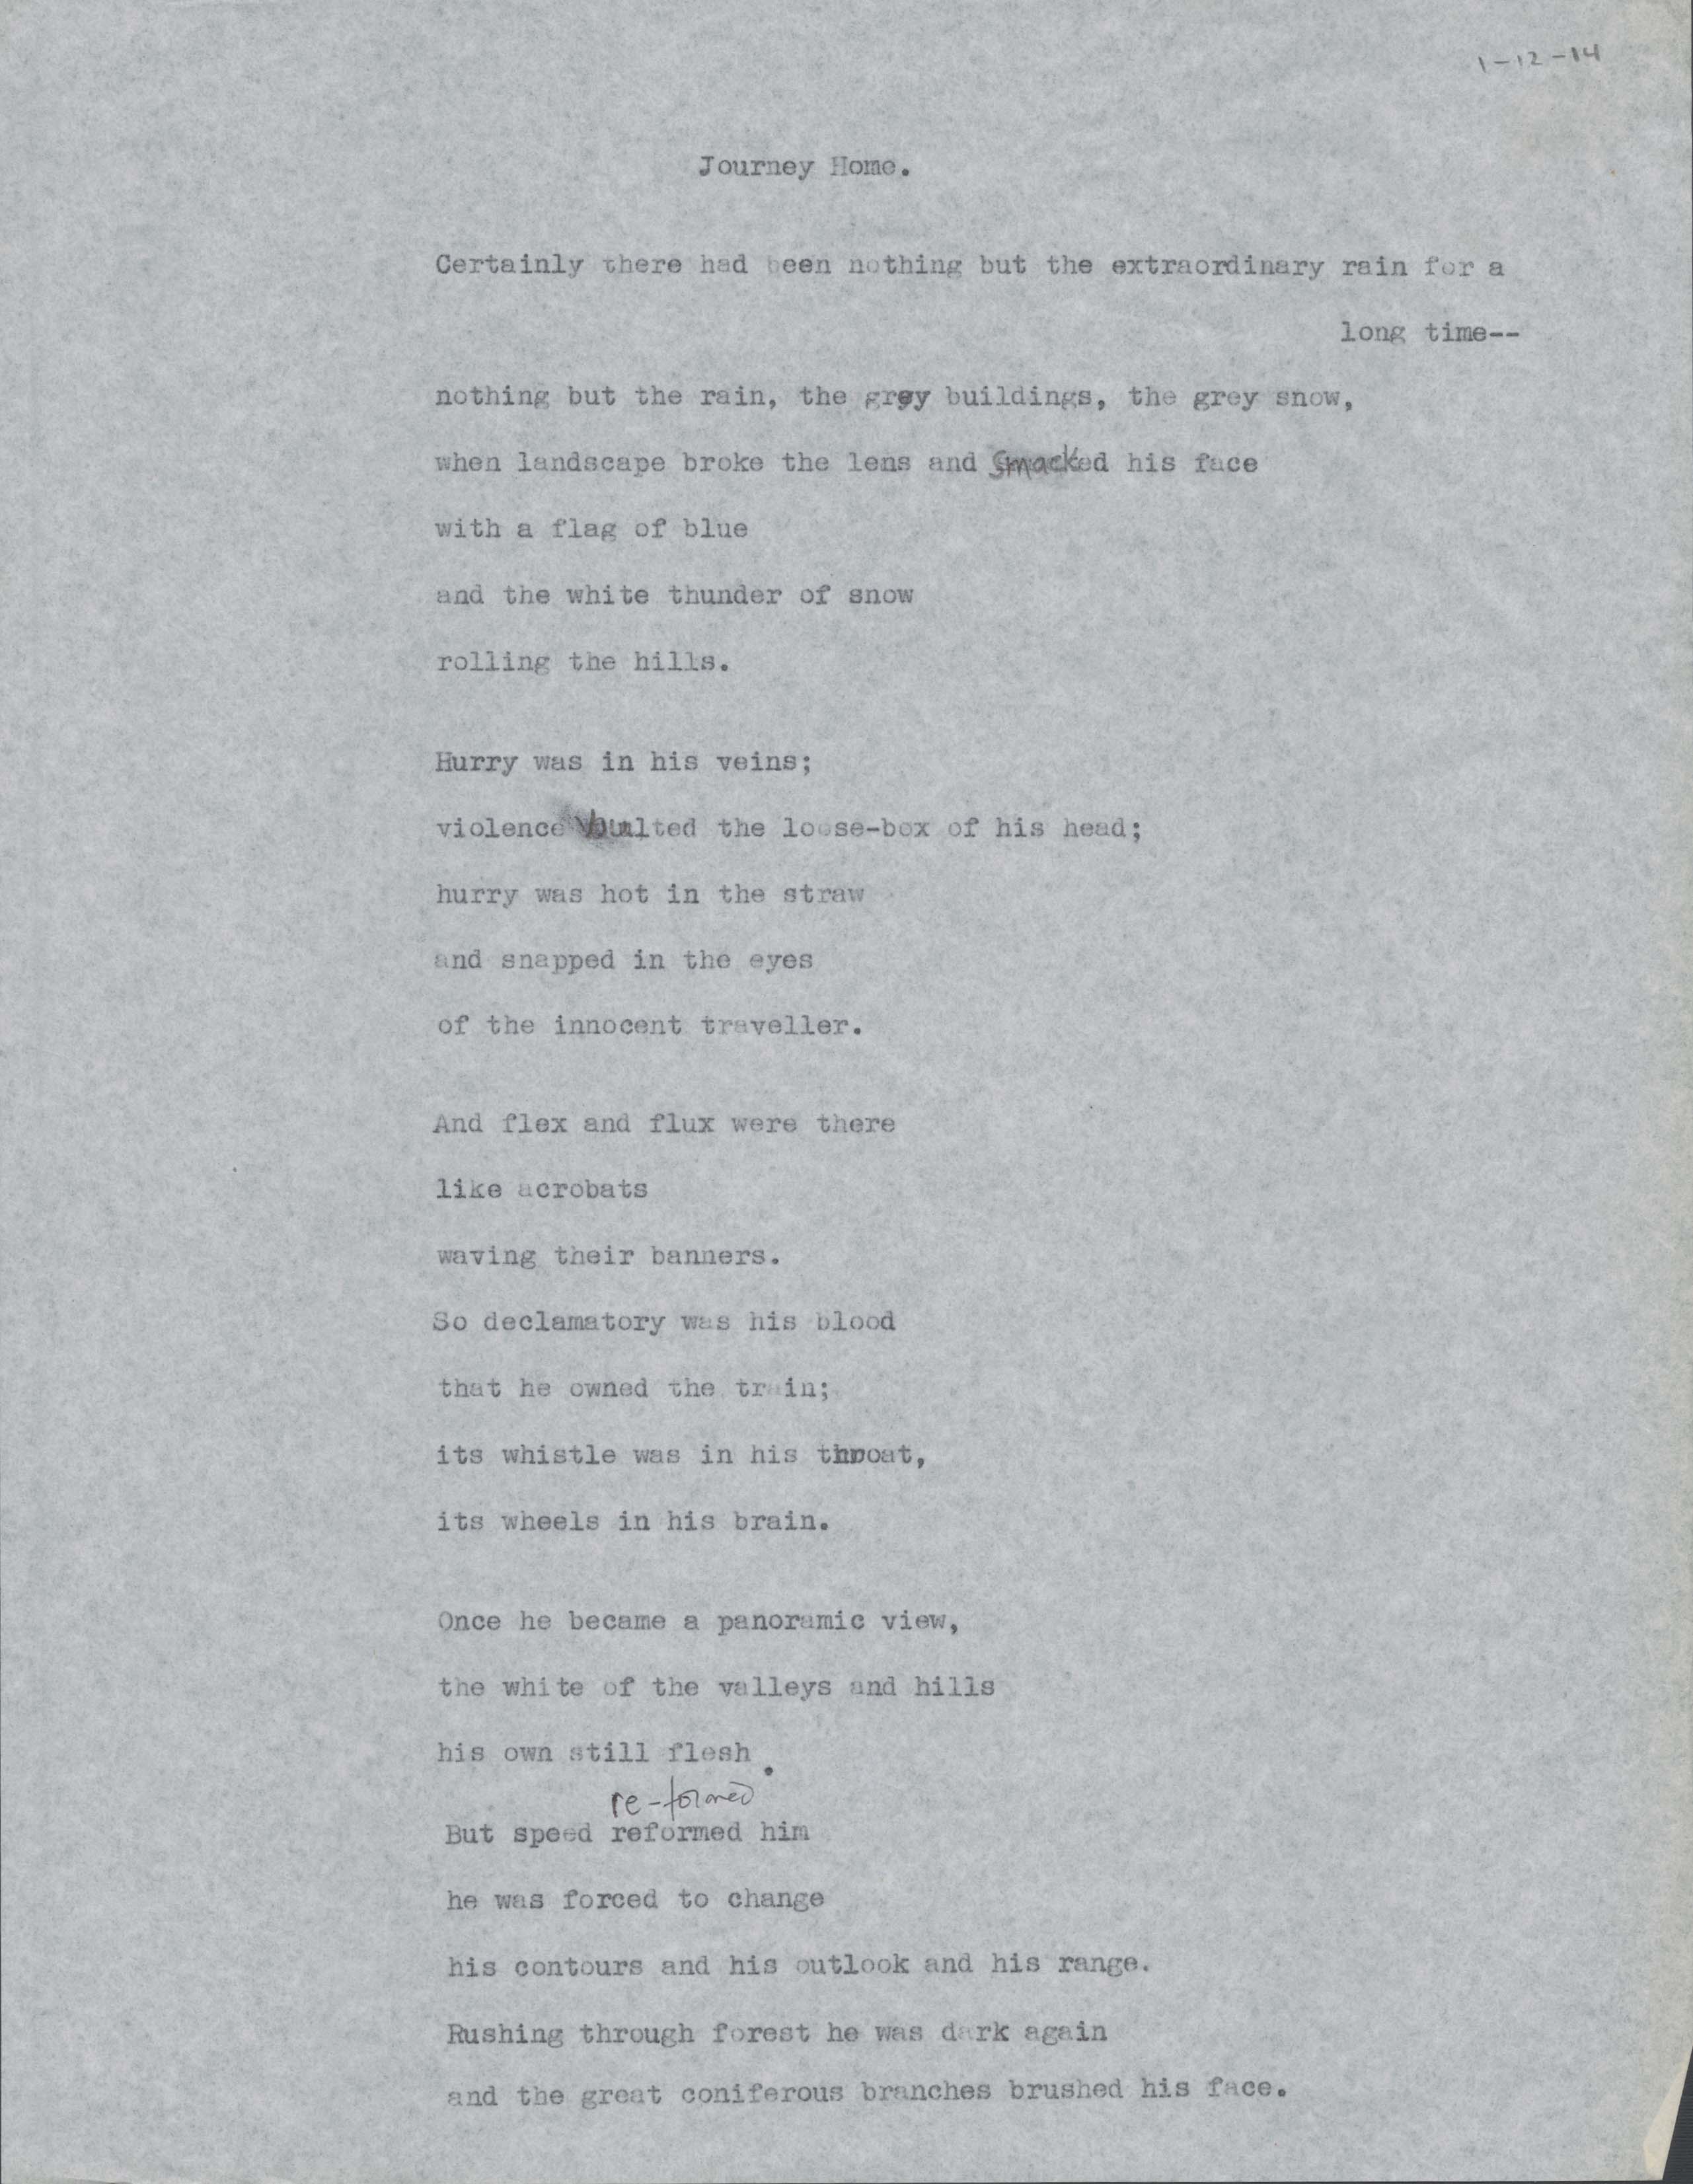 1-12-14
Journey Home.
Certainly there had been nothing but the extraordinary rain for a
long time--
nothing but the rain, the grey buildings, the grey snow,
when landscape broke the lens and smacked his face
with a flag of blue
and the white thunder of snow
rolling the hills.
Hurry was in his veins;
violence vaulted the loose-box of his head;
hurry was hot in the straw
and snapped in the eyes
of the innocent traveller.
And flex and flux were there
like acrobats
waving their banners.
So declamatory was his blood
that he owned the train;
its whistle was in his throat,
its wheels in his brain.
Once he became a panoramic view,
the white of the valleys and hills
his own still flesh.
re-formed
But speed reformed him
he was forced to change
his contours and his outlook and his range.
Rushing through forest he was dark again
and the great coniferous branches brushed his face.